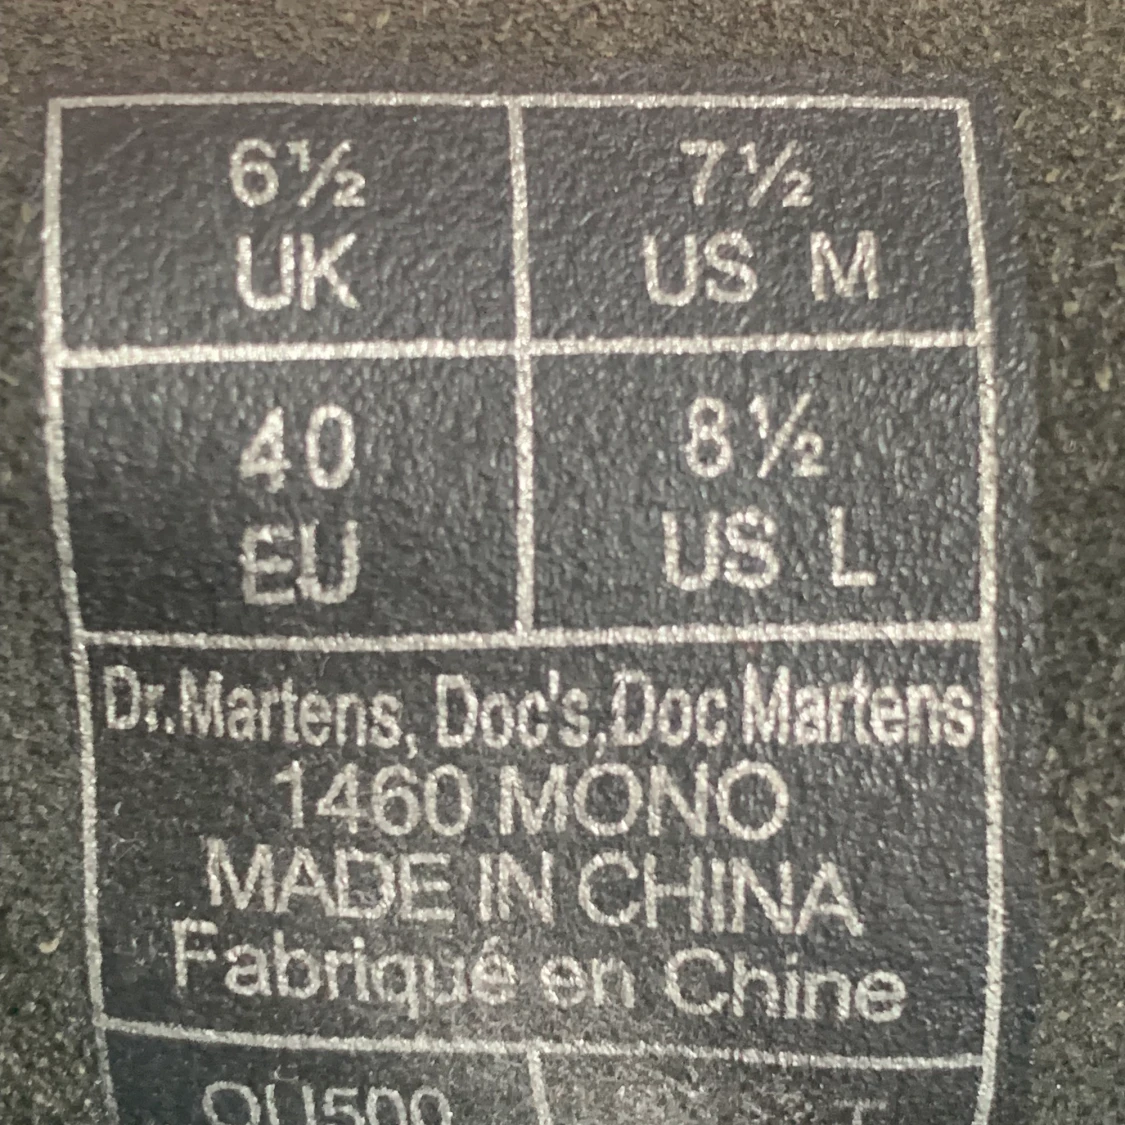 6½ 7½
UK US M
40 8½
EU US L
Dr.Martens, Doc's,Doc Martens
1460 MONO
MADE IN CHINA
Fabriqué en Chine